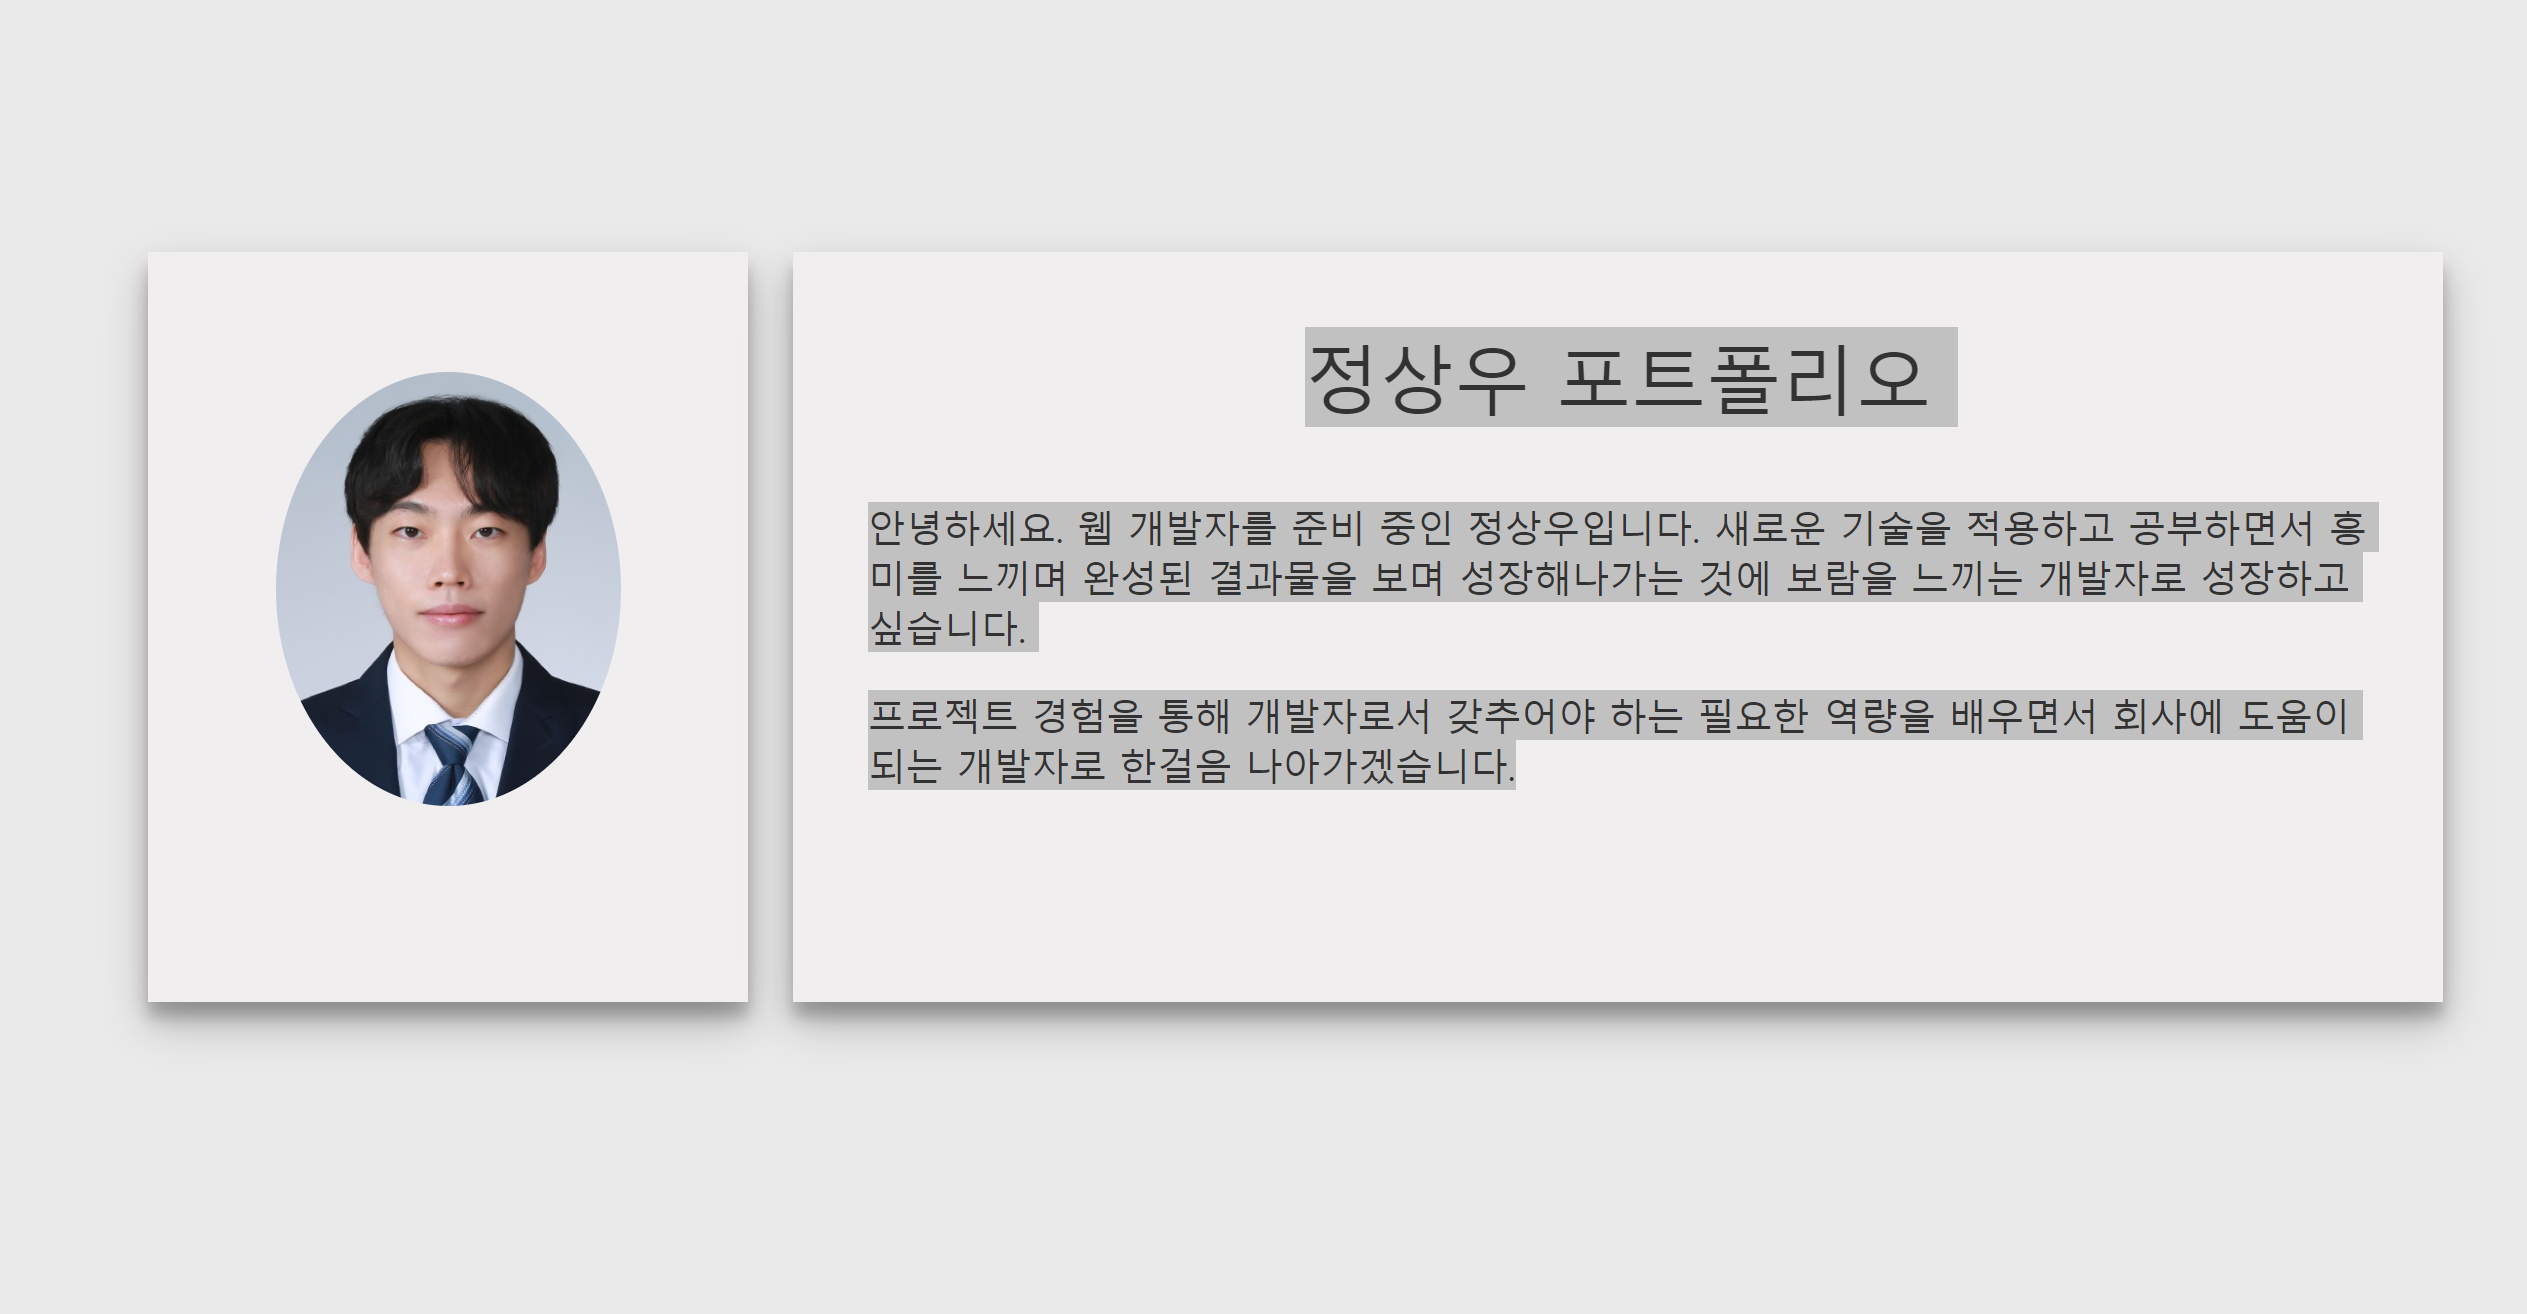 정상우 포트폴리오
안녕하세요. 웹 개발자를 준비 중인 정상우입니다. 새로운 기술을 적용하고 공부하면서 흥
미를 느끼며 완성된 결과물을 보며 성장해나가는 것에 보람을 느끼는 개발자로 성장하고
싶습니다.
프로젝트 경험을 통해 개발자로서 갖추어야 하는 필요한 역량을 배우면서 회사에 도움이
되는 개발자로 한걸음 나아가겠습니다.